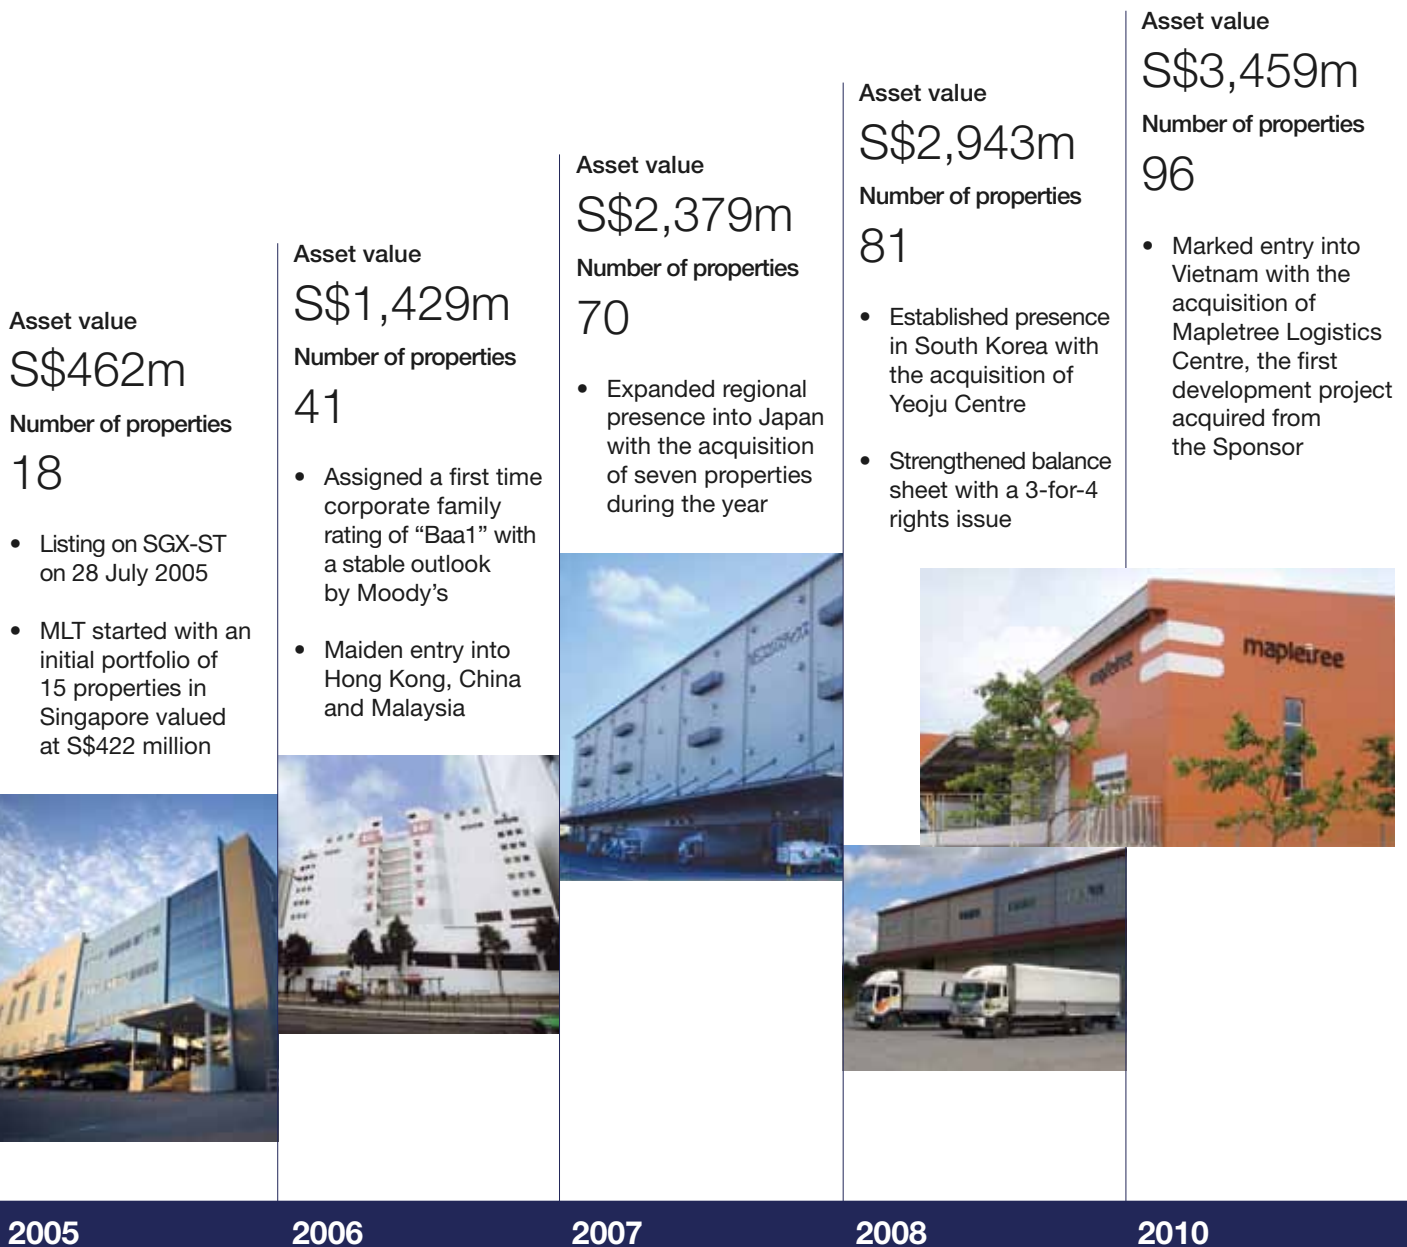 Asset value
S$462m
Number of properties
18
• Listing on SGX-ST
on 28 July 2005
• MLT started with an
initial portfolio of
15 properties in
Singapore valued
at S$422 million
2005
Asset value
S$1,429m
Number of properties
41
• Assigned a first time
corporate family
rating of “Baa1” with
a stable outlook
by Moody’s
• Maiden entry into
Hong Kong, China
and Malaysia
2006
Asset value
S$2,379m
Number of properties
70
• Expanded regional
presence into Japan
with the acquisition
of seven properties
during the year
2007
Asset value
S$2,943m
Number of properties
81
• Established presence
in South Korea with
the acquisition of
Yeoju Centre
• Strengthened balance
sheet with a 3-for-4
rights issue
2008
Asset value
S$3,459m
Number of properties
96
• Marked entry into
Vietnam with the
acquisition of
Mapletree Logistics
Centre, the first
development project
acquired from
the Sponsor
mapletree
mapletree
2010